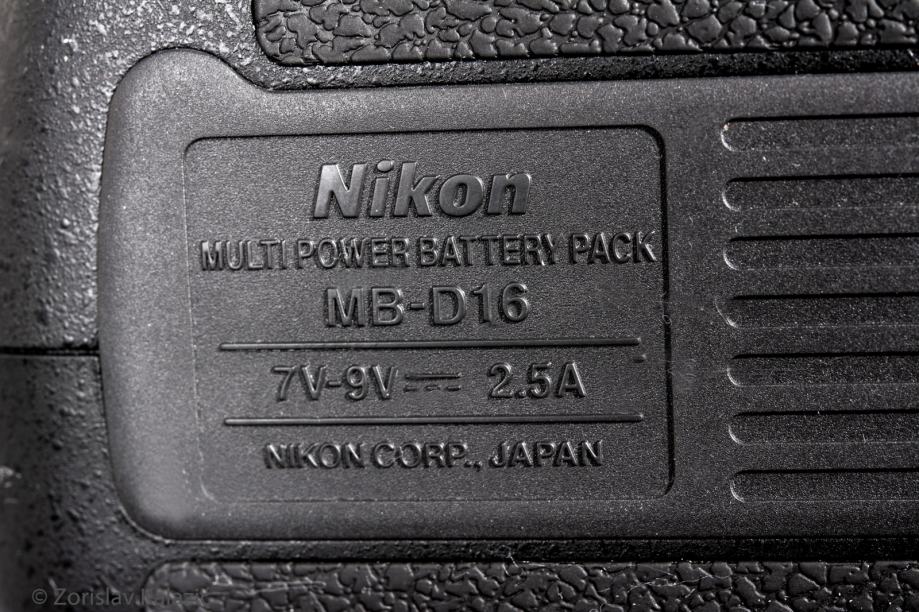 Nikon
MULTI POWER BATTERY PACK
MB-D16
7V-9V⎓ 2.5A
NIKON CORP., JAPAN
© Zorislav